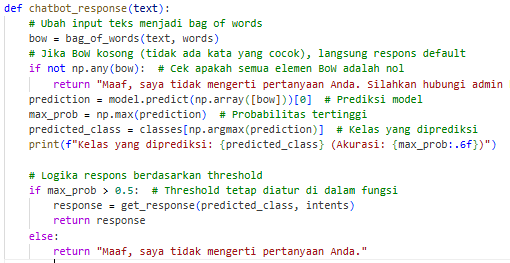 def chatbot_response(text):
    # Ubah input teks menjadi bag of words
    bow = bag_of_words(text, words)
    # Jika BoW kosong (tidak ada kata yang cocok), langsung respons default
    if not np.any(bow):  # Cek apakah semua elemen BoW adalah nol
        return "Maaf, saya tidak mengerti pertanyaan Anda. Silahkan hubungi admin
    prediction = model.predict(np.array([bow]))[0]  # Prediksi model
    max_prob = np.max(prediction)  # Probabilitas tertinggi
    predicted_class = classes[np.argmax(prediction)]  # Kelas yang diprediksi
    print(f"Kelas yang diprediksi: {predicted_class} (Akurasi: {max_prob:.6f})")

    # Logika respons berdasarkan threshold
    if max_prob > 0.5:  # Threshold tetap diatur di dalam fungsi
        response = get_response(predicted_class, intents)
        return response
    else:
        return "Maaf, saya tidak mengerti pertanyaan Anda."